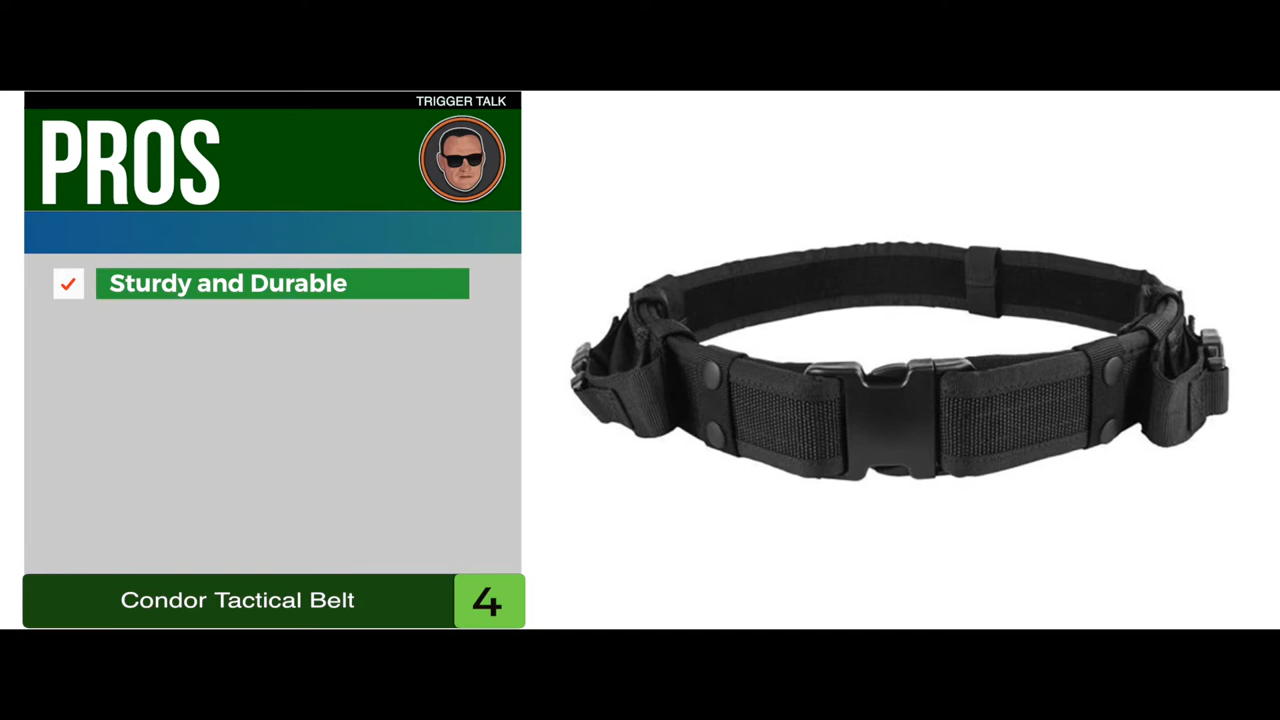 TRIGGER TALK
PROS
Sturdy and Durable
Condor Tactical Belt
4